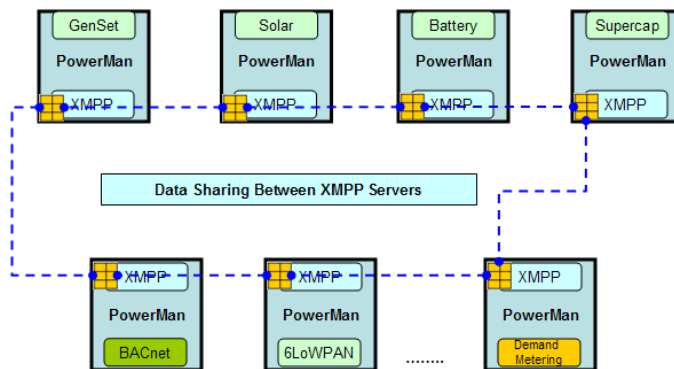 GenSet
PowerMan
XMPP
Solar
PowerMan
XMPP
Battery
PowerMan
XMPP
Supercap
PowerMan
XMPP
Data Sharing Between XMPP Servers
XMPP
PowerMan
BACnet
XMPP
PowerMan
6LoWPAN
........
XMPP
PowerMan
Demand
Metering